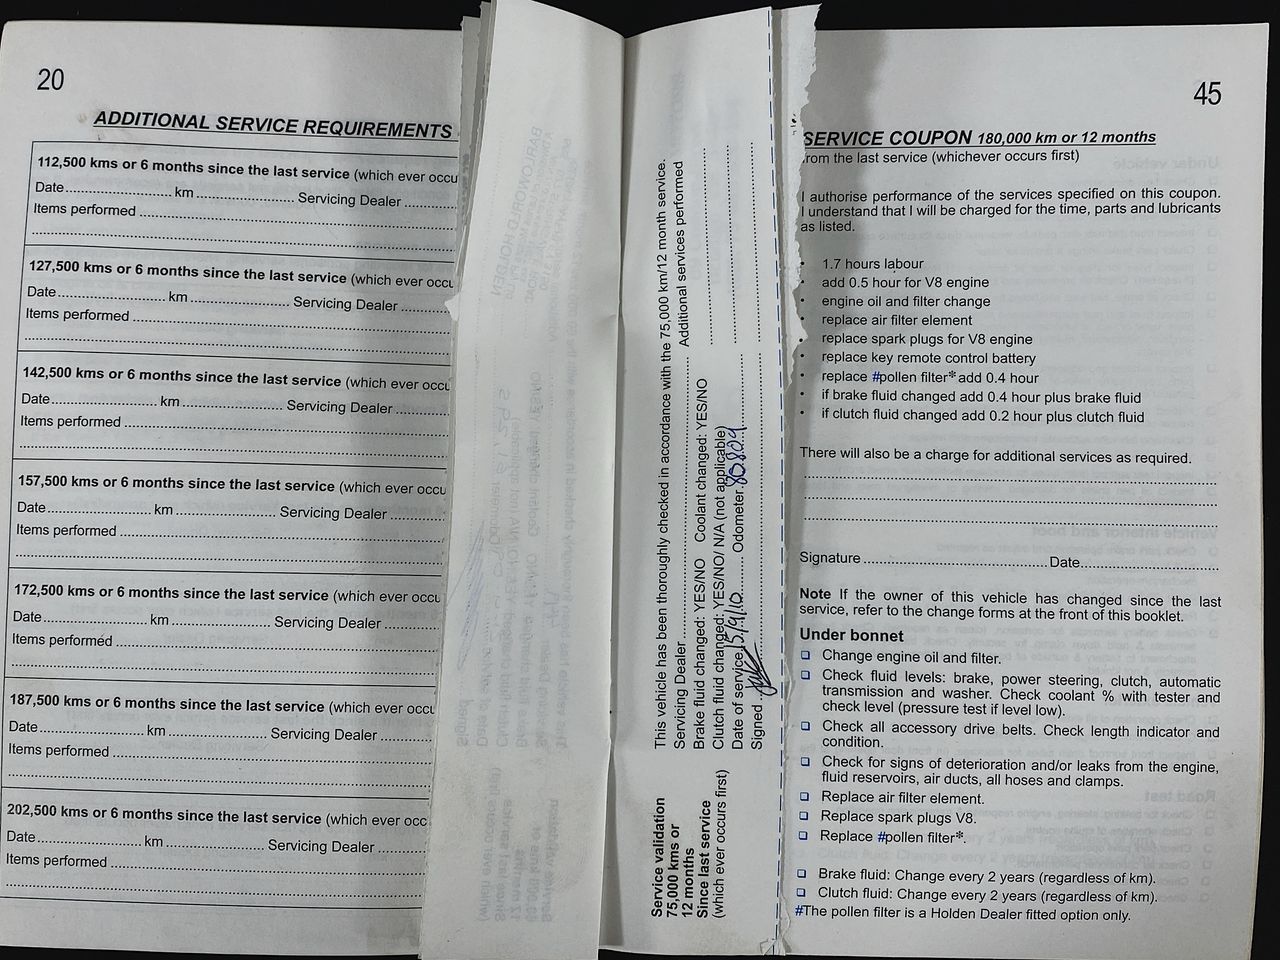 20
ADDITIONAL SERVICE REQUIREMENTS
112,500 kms or 6 months since the last service (which ever occu
Date.......... km .......... Servicing Dealer ..........
Items performed ..........
127,500 kms or 6 months since the last service (which ever occu
Date.......... km .......... Servicing Dealer ..........
Items performed ..........
142,500 kms or 6 months since the last service (which ever occu
Date.......... km .......... Servicing Dealer ..........
Items performed ..........
157,500 kms or 6 months since the last service (which ever occu
Date.......... km .......... Servicing Dealer ..........
Items performed ..........
172,500 kms or 6 months since the last service (which ever occu
Date.......... km .......... Servicing Dealer ..........
Items performed ..........
187,500 kms or 6 months since the last service (which ever occu
Date.......... km .......... Servicing Dealer ..........
Items performed ..........
202,500 kms or 6 months since the last service (which ever occ
Date.......... km .......... Servicing Dealer ..........
Items performed ..........
Service validation
75,000 kms or
12 months
Since last service
(which ever occurs first)
This vehicle has been thoroughly checked in accordance with the 75,000 km/12 month service.
Servicing Dealer .......... Additional services performed
Brake fluid changed: YES/NO Coolant changed: YES/NO
Clutch fluid changed: YES/NO/ N/A (not applicable)
Date of service 15/9/10 Odometer 80809
Signed ..........
45
SERVICE COUPON 180,000 km or 12 months
from the last service (whichever occurs first)
I authorise performance of the services specified on this coupon.
I understand that I will be charged for the time, parts and lubricants
as listed.
• 1.7 hours labour
• add 0.5 hour for V8 engine
• engine oil and filter change
• replace air filter element
• replace spark plugs for V8 engine
• replace key remote control battery
• replace #pollen filter* add 0.4 hour
• if brake fluid changed add 0.4 hour plus brake fluid
• if clutch fluid changed add 0.2 hour plus clutch fluid
There will also be a charge for additional services as required.
Signature .......... Date..........
Note If the owner of this vehicle has changed since the last
service, refer to the change forms at the front of this booklet.
Under bonnet
❑ Change engine oil and filter.
❑ Check fluid levels: brake, power steering, clutch, automatic
transmission and washer. Check coolant % with tester and
check level (pressure test if level low).
❑ Check all accessory drive belts. Check length indicator and
condition.
❑ Check for signs of deterioration and/or leaks from the engine,
fluid reservoirs, air ducts, all hoses and clamps.
❑ Replace air filter element.
❑ Replace spark plugs V8.
❑ Replace #pollen filter*.
❑ Brake fluid: Change every 2 years (regardless of km).
❑ Clutch fluid: Change every 2 years (regardless of km).
#The pollen filter is a Holden Dealer fitted option only.